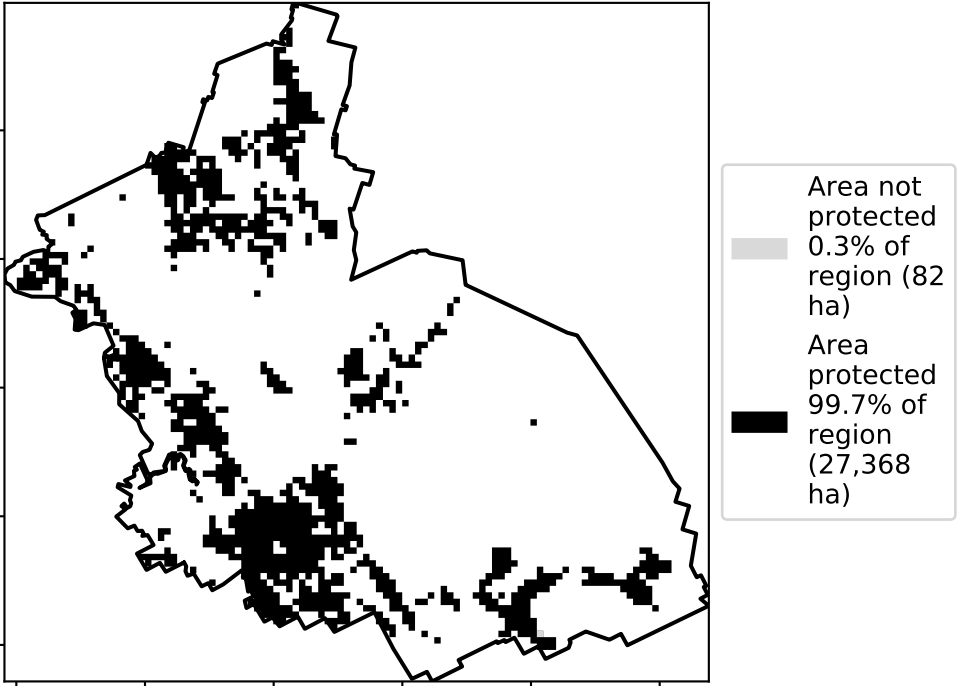 Area not
protected
0.3% of
region (82
ha)
Area
protected
99.7% of
region
(27,368
ha)